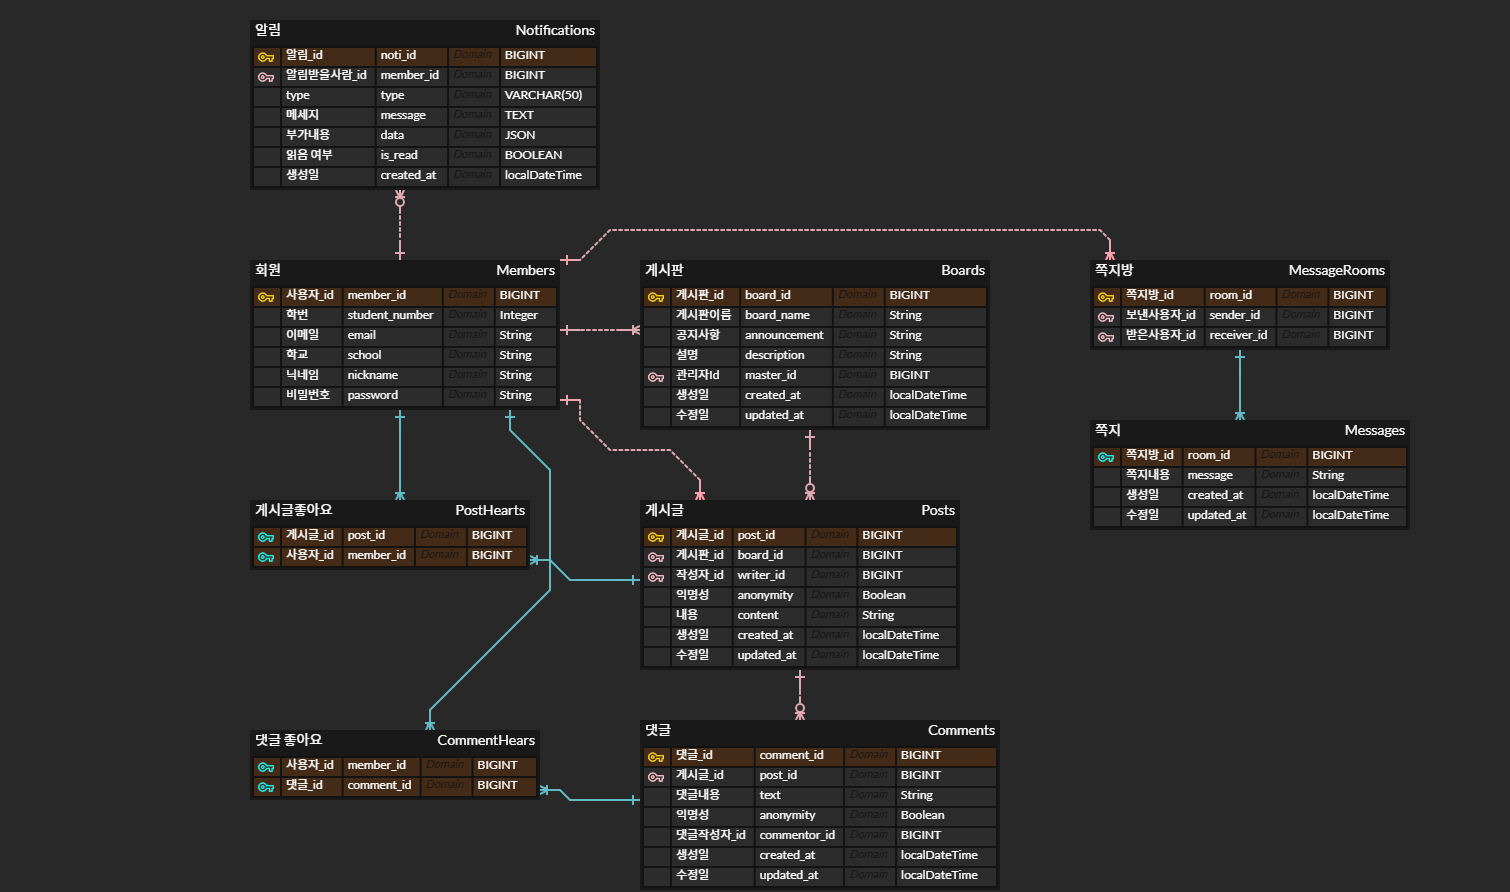 알림 Notifications
알림_id noti_id Domain BIGINT
알림받을사람_id member_id Domain BIGINT
type type Domain VARCHAR(50)
메세지 message Domain TEXT
부가내용 data Domain JSON
읽음 여부 is_read Domain BOOLEAN
생성일 created_at Domain localDateTime
회원 Members
사용자_id member_id Domain BIGINT
학번 student_number Domain Integer
이메일 email Domain String
학교 school Domain String
닉네임 nickname Domain String
비밀번호 password Domain String
게시판 Boards
게시판_id board_id Domain BIGINT
게시판이름 board_name Domain String
공지사항 announcement Domain String
설명 description Domain String
관리자Id master_id Domain BIGINT
생성일 created_at Domain localDateTime
수정일 updated_at Domain localDateTime
쪽지방 MessageRooms
쪽지방_id room_id Domain BIGINT
보낸사용자_id sender_id Domain BIGINT
받은사용자_id receiver_id Domain BIGINT
쪽지 Messages
쪽지방_id room_id Domain BIGINT
쪽지내용 message Domain String
생성일 created_at Domain localDateTime
수정일 updated_at Domain localDateTime
게시글좋아요 PostHearts
게시글_id post_id Domain BIGINT
사용자_id member_id Domain BIGINT
게시글 Posts
게시글_id post_id Domain BIGINT
게시판_id board_id Domain BIGINT
작성자_id writer_id Domain BIGINT
익명성 anonymity Domain Boolean
내용 content Domain String
생성일 created_at Domain localDateTime
수정일 updated_at Domain localDateTime
댓글 좋아요 CommentHears
사용자_id member_id Domain BIGINT
댓글_id comment_id Domain BIGINT
댓글 Comments
댓글_id comment_id Domain BIGINT
게시글_id post_id Domain BIGINT
댓글내용 text Domain String
익명성 anonymity Domain Boolean
댓글작성자_id commentor_id Domain BIGINT
생성일 created_at Domain localDateTime
수정일 updated_at Domain localDateTime